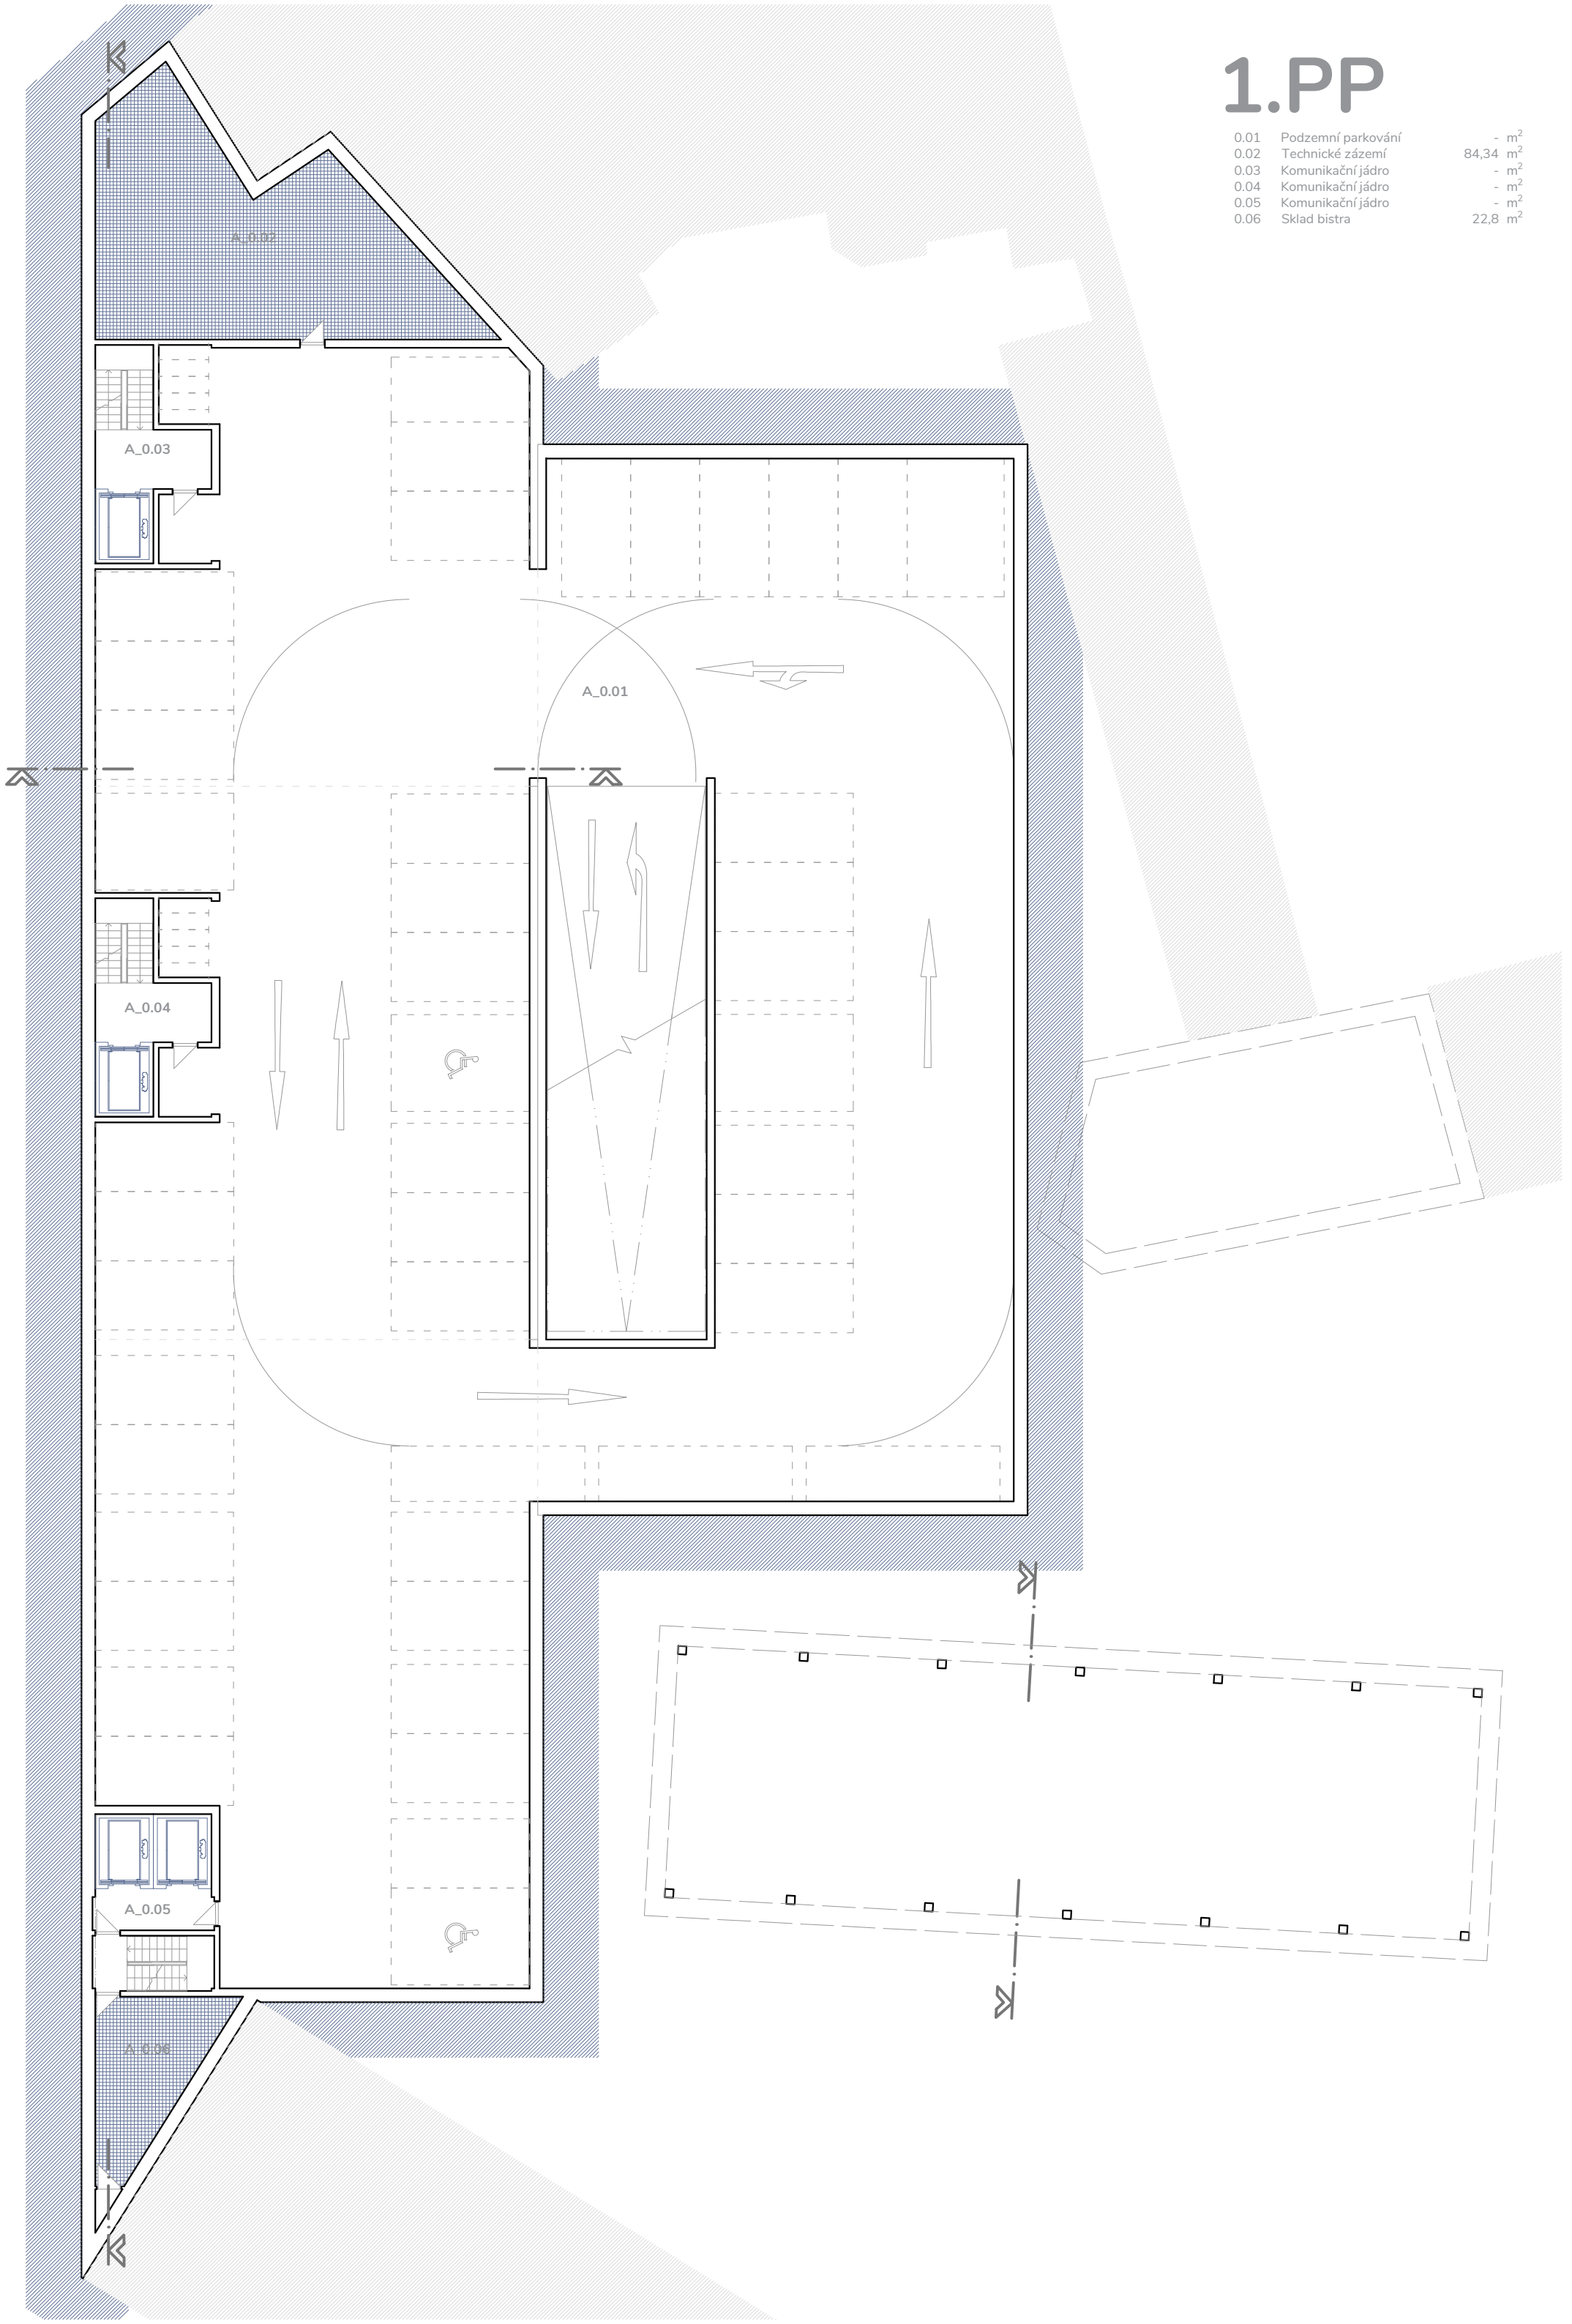 1.PP
0.01 Podzemní parkování - m²
0.02 Technické zázemí 84,34 m²
0.03 Komunikační jádro - m²
0.04 Komunikační jádro - m²
0.05 Komunikační jádro - m²
0.06 Sklad bistra 22,8 m²
A_0.02
A_0.03
A_0.01
A_0.04
A_0.05
A_0.06